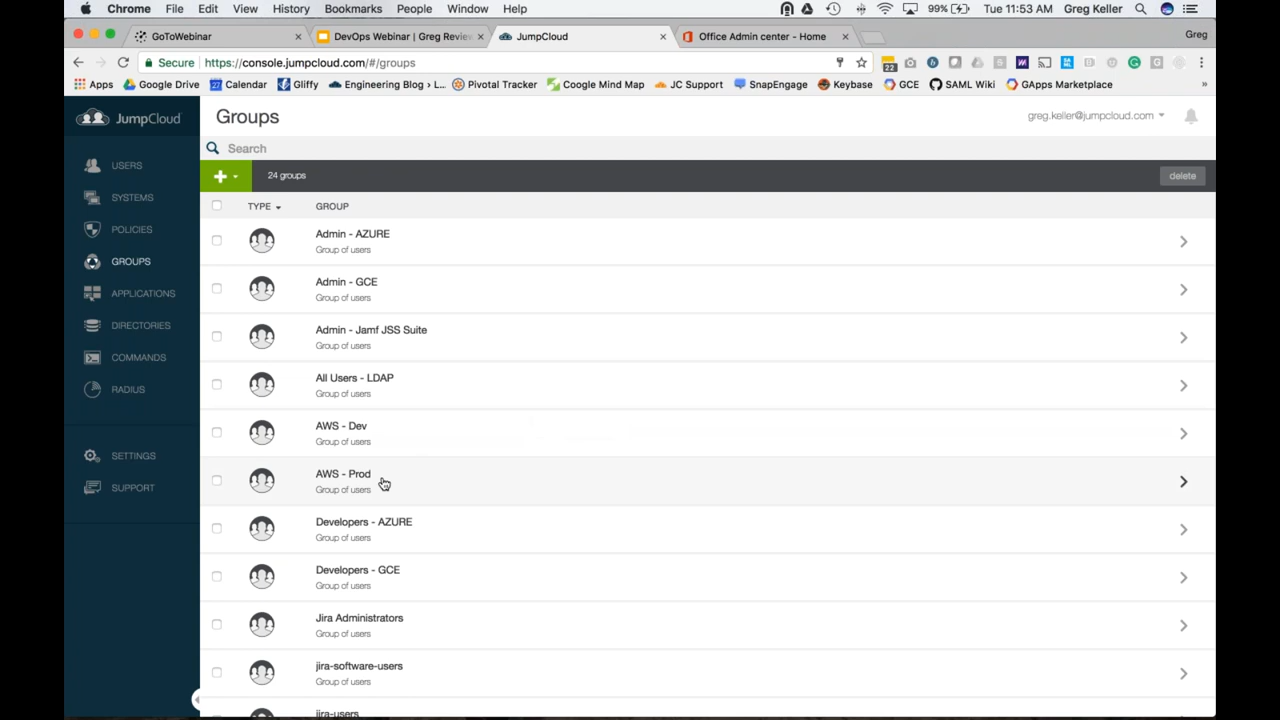 Chrome File Edit View History Bookmarks People Window Help 99% Tue 11:53 AM Greg Keller
GoToWebinar DevOps Webinar | Greg Review JumpCloud Office Admin center - Home Greg
Secure https://console.jumpcloud.com/#/groups 22
Apps Google Drive 27 Calendar Gliffy Engineering Blog › L... Pivotal Tracker Google Mind Map JC Support SnapEngage Keybase GCE SAML Wiki GApps Marketplace »
JumpCloud
USERS
SYSTEMS
POLICIES
GROUPS
APPLICATIONS
DIRECTORIES
COMMANDS
RADIUS
SETTINGS
SUPPORT
Groups greg.keller@jumpcloud.com
Search
24 groups delete
TYPE GROUP
Admin - AZURE
Group of users
Admin - GCE
Group of users
Admin - Jamf JSS Suite
Group of users
All Users - LDAP
Group of users
AWS - Dev
Group of users
AWS - Prod
Group of users
Developers - AZURE
Group of users
Developers - GCE
Group of users
Jira Administrators
Group of users
jira-software-users
Group of users
jira-users